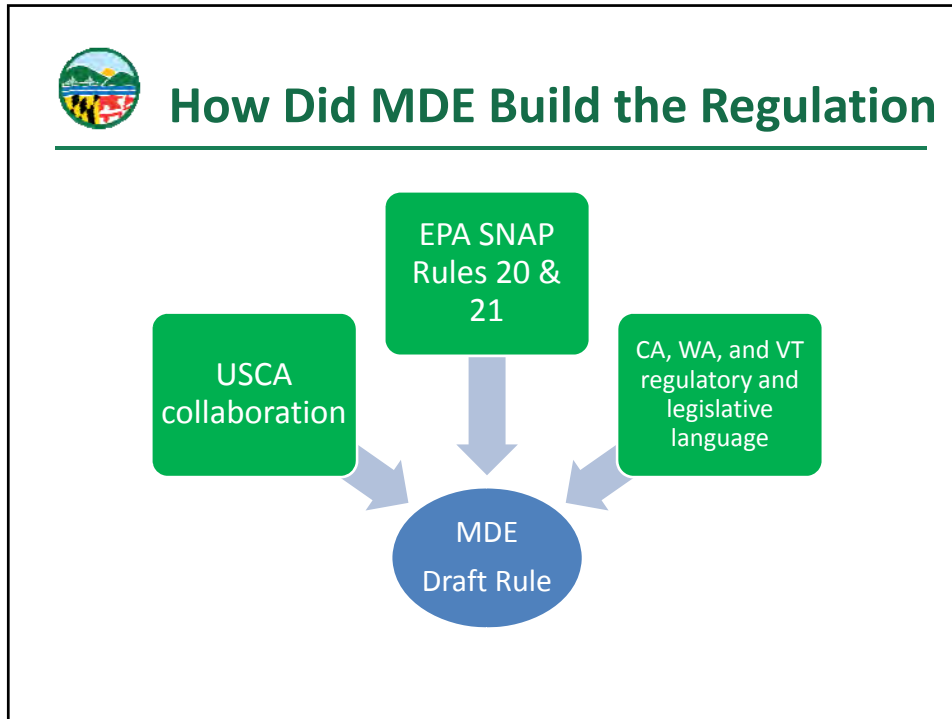 How Did MDE Build the Regulation
EPA SNAP
Rules 20 &
21
USCA
collaboration
CA, WA, and VT
regulatory and
legislative
language
MDE
Draft Rule